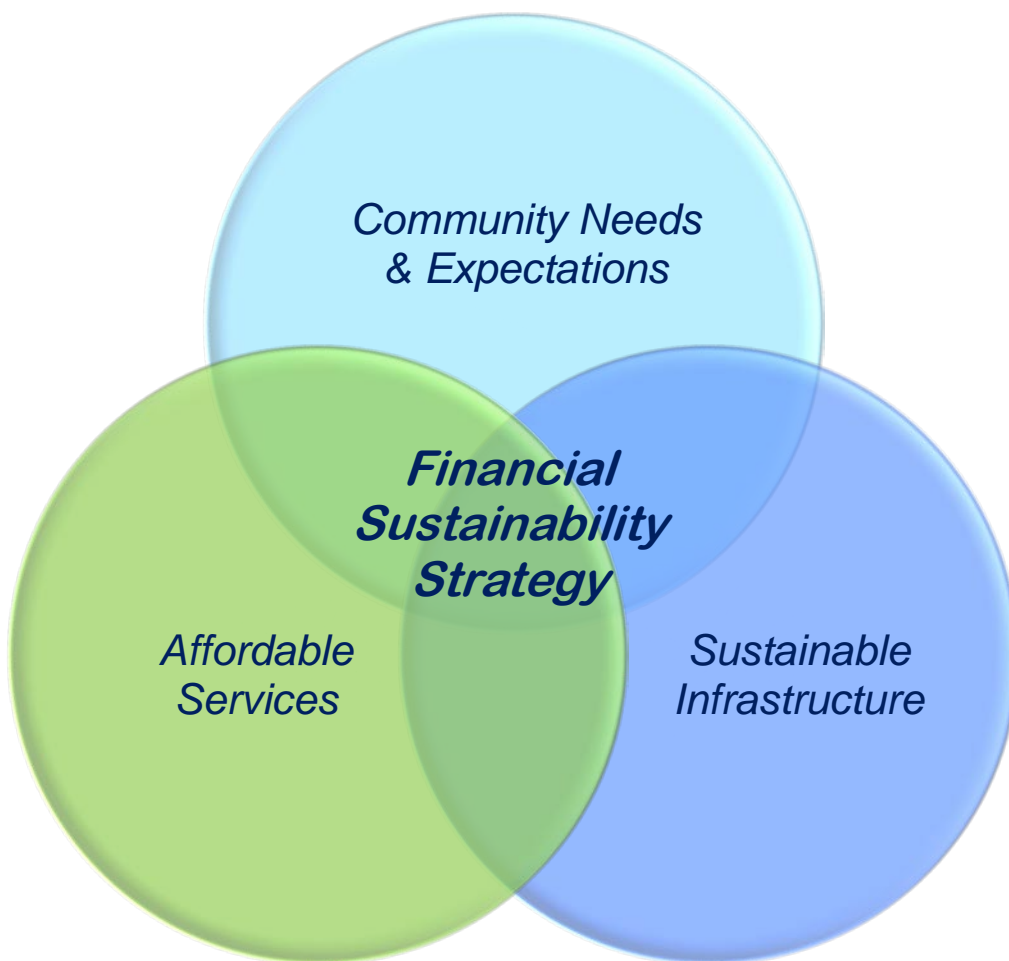 Community Needs
& Expectations
Financial
Sustainability
Strategy
Affordable
Services
Sustainable
Infrastructure